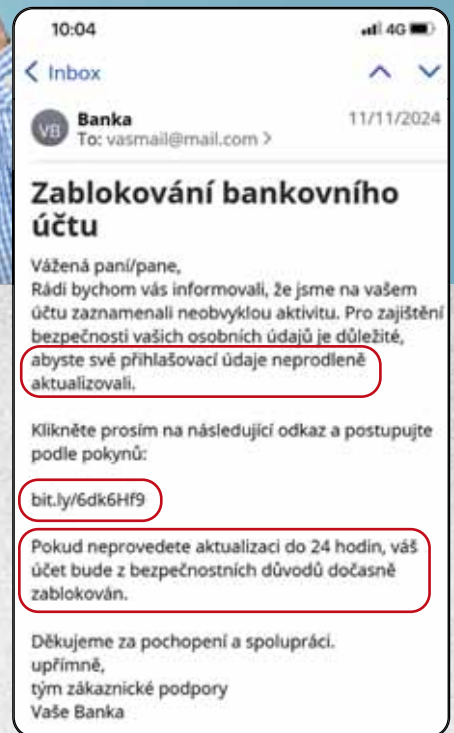 10:04
4G
Inbox
VB
Banka
11/11/2024
To: vasmail@mail.com >
Zablokování bankovního
účtu
Vážená paní/pane,
Rádi bychom vás informovali, že jsme na vašem
účtu zaznamenali neobvyklou aktivitu. Pro zajištění
bezpečnosti vašich osobních údajů je důležité,
abyste své přihlašovací údaje neprodleně
aktualizovali.
Klikněte prosím na následující odkaz a postupujte
podle pokynů:
bit.ly/6dk6Hf9
Pokud neprovedete aktualizaci do 24 hodin, váš
účet bude z bezpečnostních důvodů dočasně
zablokován.
Děkujeme za pochopení a spolupráci.
upřímně,
tým zákaznické podpory
Vaše Banka